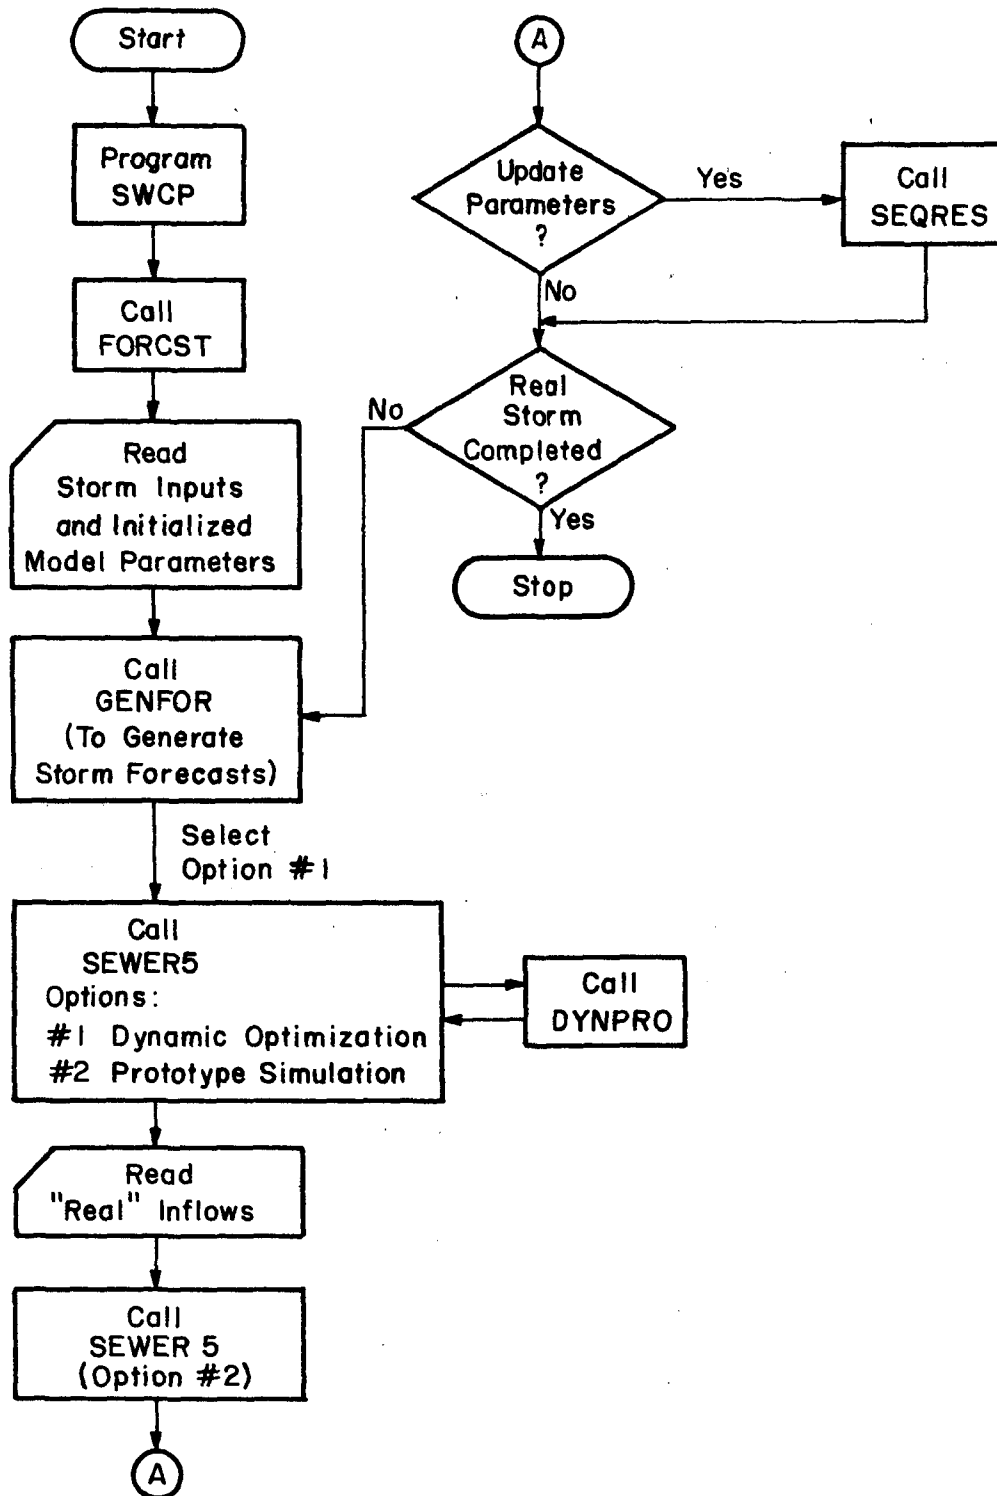 Start
Program
SWCP
Call
FORCST
Read
Storm Inputs
and Initialized
Model Parameters
Call
GENFOR
(To Generate
Storm Forecasts)
Select
Option #1
Call
SEWER5
Options:
#1 Dynamic Optimization
#2 Prototype Simulation
Call
DYNPRO
Read
"Real" Inflows
Call
SEWER 5
(Option #2)
A
A
Update
Parameters
?
Yes
Call
SEQRES
No
Real
Storm
Completed
?
No
Yes
Stop